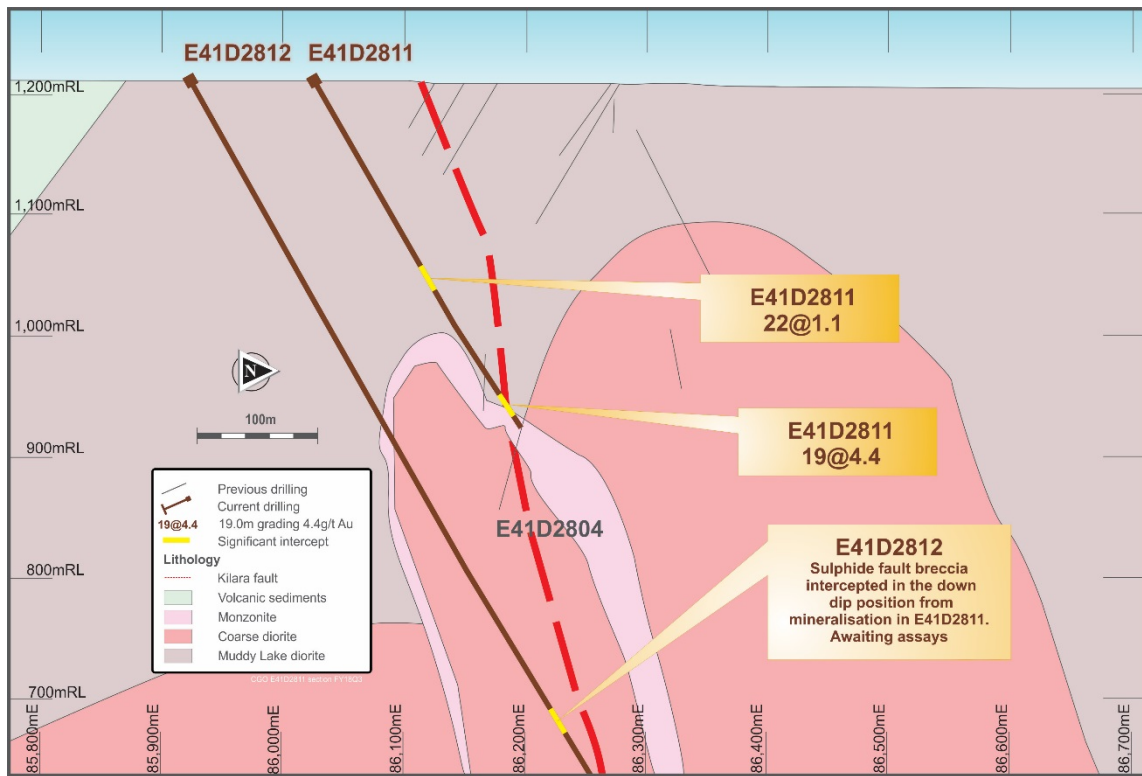 E41D2812
E41D2811
1,200mRL
1,100mRL
1,000mRL
900mRL
800mRL
700mRL
E41D2811
22@1.1
E41D2811
19@4.4
N
100m
E41D2804
E41D2812
Sulphide fault breccia
intercepted in the down
dip position from
mineralisation in E41D2811.
Awaiting assays
Previous drilling
Current drilling
19@4.4 19.0m grading 4.4g/t Au
Significant intercept
Lithology
Kilara fault
Volcanic sediments
Monzonite
Coarse diorite
Muddy Lake diorite
CGO E41D2811 section FY18Q3
85,800mE
85,900mE
86,000mE
86,100mE
86,200mE
86,300mE
86,400mE
86,500mE
86,600mE
86,700mE